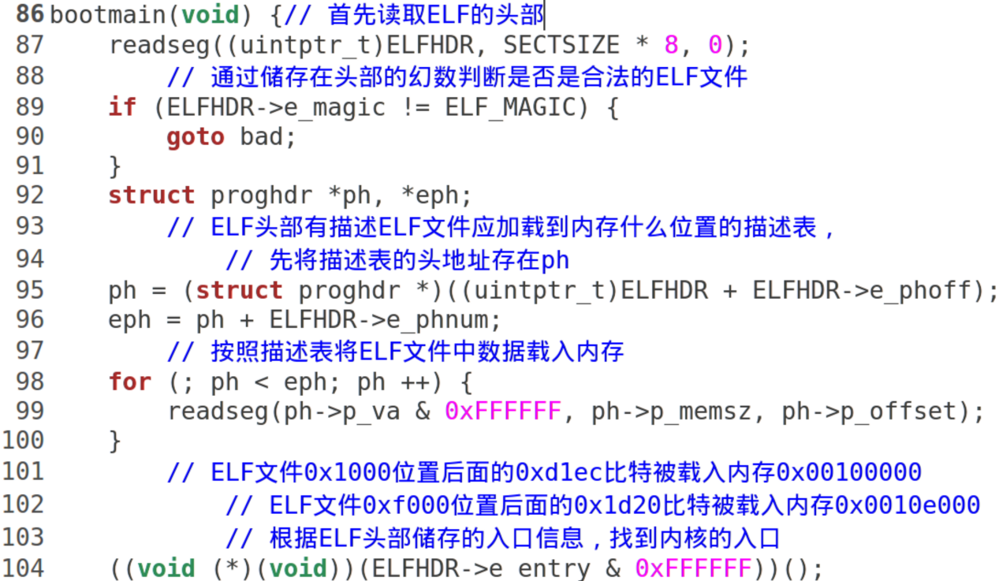 86 bootmain(void) {// 首先读取ELF的头部
87     readseg((uintptr_t)ELFHDR, SECTSIZE * 8, 0);
88         // 通过储存在头部的幻数判断是否是合法的ELF文件
89     if (ELFHDR->e_magic != ELF_MAGIC) {
90         goto bad;
91     }
92     struct proghdr *ph, *eph;
93         // ELF头部有描述ELF文件应加载到内存什么位置的描述表，
94             // 先将描述表的头地址存在ph
95     ph = (struct proghdr *)((uintptr_t)ELFHDR + ELFHDR->e_phoff);
96     eph = ph + ELFHDR->e_phnum;
97         // 按照描述表将ELF文件中数据载入内存
98     for (; ph < eph; ph ++) {
99         readseg(ph->p_va & 0xFFFFFF, ph->p_memsz, ph->p_offset);
100     }
101         // ELF文件0x1000位置后面的0xd1ec比特被载入内存0x00100000
102             // ELF文件0xf000位置后面的0x1d20比特被载入内存0x0010e000
103             // 根据ELF头部储存的入口信息，找到内核的入口
104     ((void (*)(void))(ELFHDR->e_entry & 0xFFFFFF))();